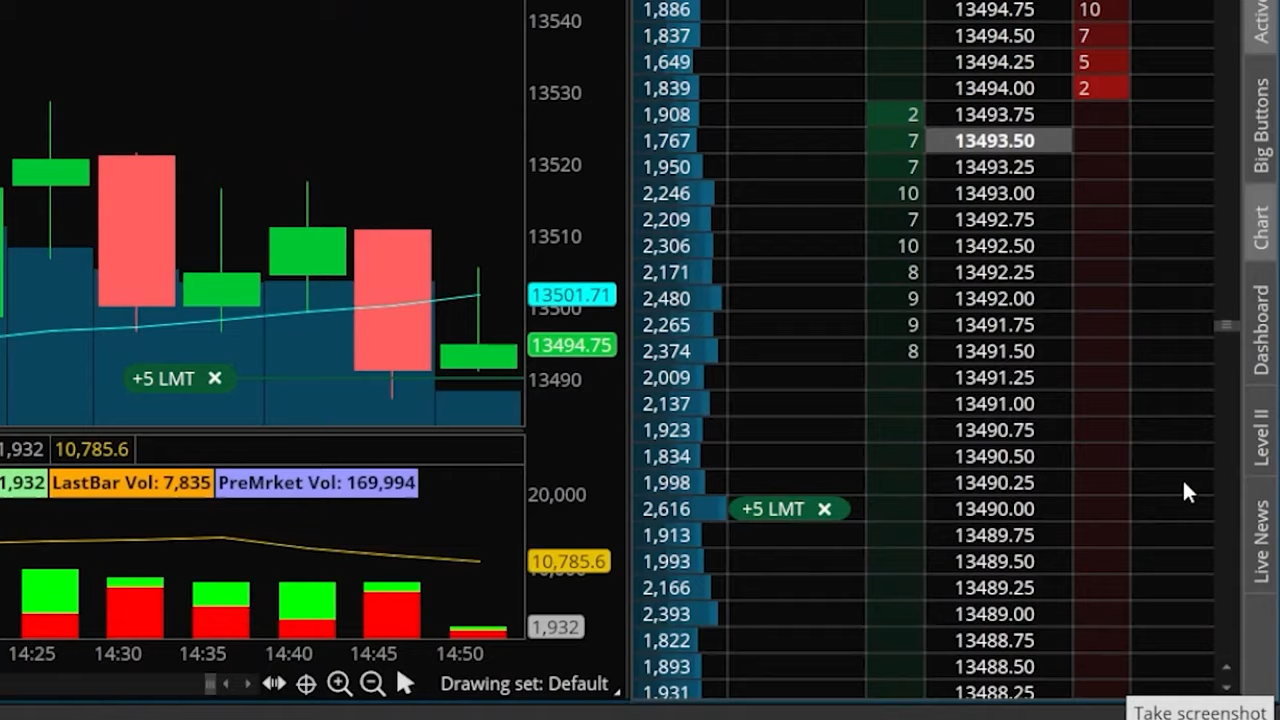 13540
13530
13520
13510
13501.71
13500
13494.75
13490
+5 LMT ×
1,932 10,785.6
1,932 LastBar Vol: 7,835 PreMrket Vol: 169,994
20,000
10,785.6
1,932
14:25 14:30 14:35 14:40 14:45 14:50
Drawing set: Default
1,886 13494.75 10
1,837 13494.50 7
1,649 13494.25 5
1,839 13494.00 2
1,908 2 13493.75
1,767 7 13493.50
1,950 7 13493.25
2,246 10 13493.00
2,209 7 13492.75
2,306 10 13492.50
2,171 8 13492.25
2,480 9 13492.00
2,265 9 13491.75
2,374 8 13491.50
2,009 13491.25
2,137 13491.00
1,923 13490.75
1,834 13490.50
1,998 13490.25
2,616 +5 LMT × 13490.00
1,913 13489.75
1,993 13489.50
2,166 13489.25
2,393 13489.00
1,822 13488.75
1,893 13488.50
1,931 13488.25
Active
Big Buttons
Chart
Dashboard
Level II
Live News
Take screenshot